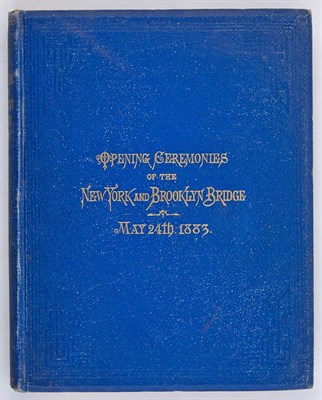 Opening Ceremonies
OF THE
New York and Brooklyn Bridge
May 24th, 1883.